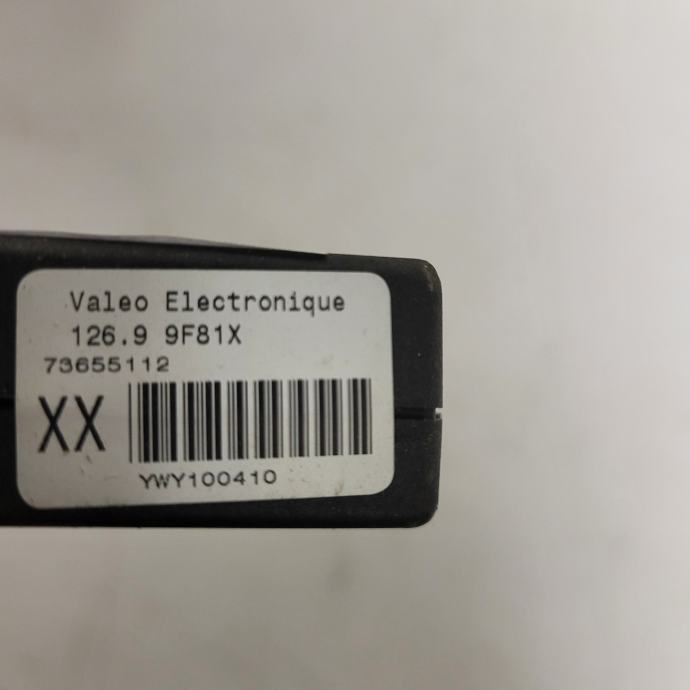 Valeo Electronique
126.9 9F81X
73655112
XX
YWY100410